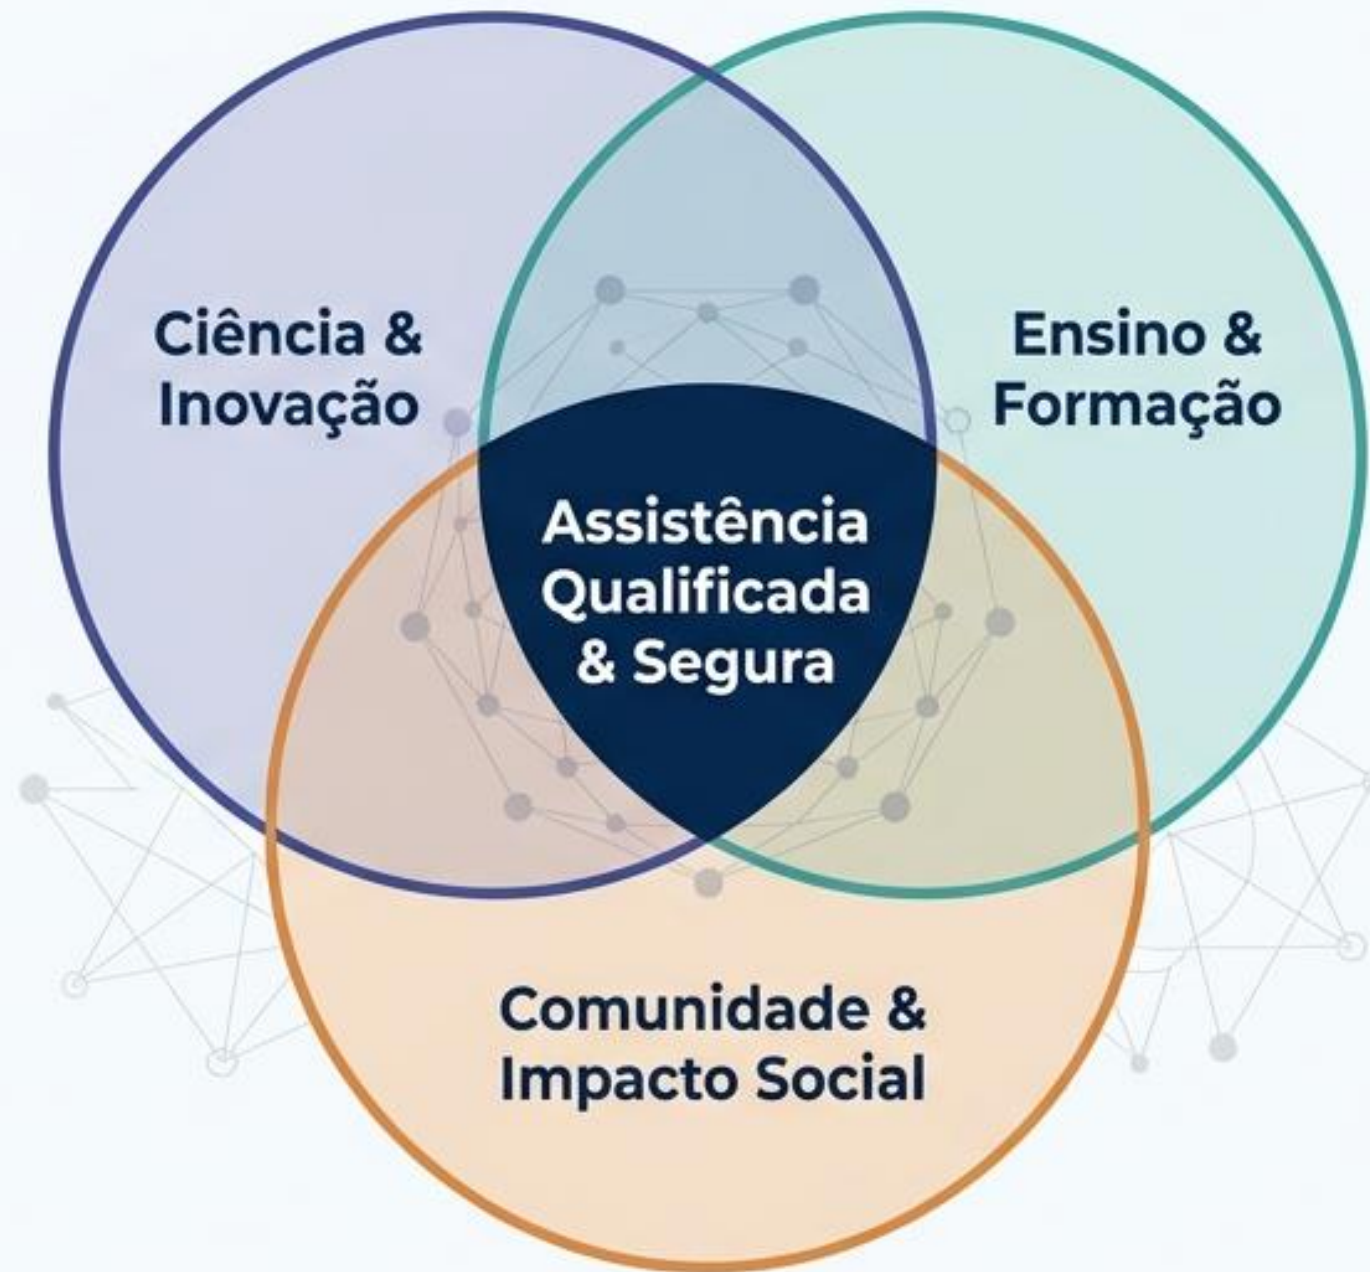 Ciência &
Inovação
Ensino &
Formação
Assistência
Qualificada
& Segura
Comunidade &
Impacto Social